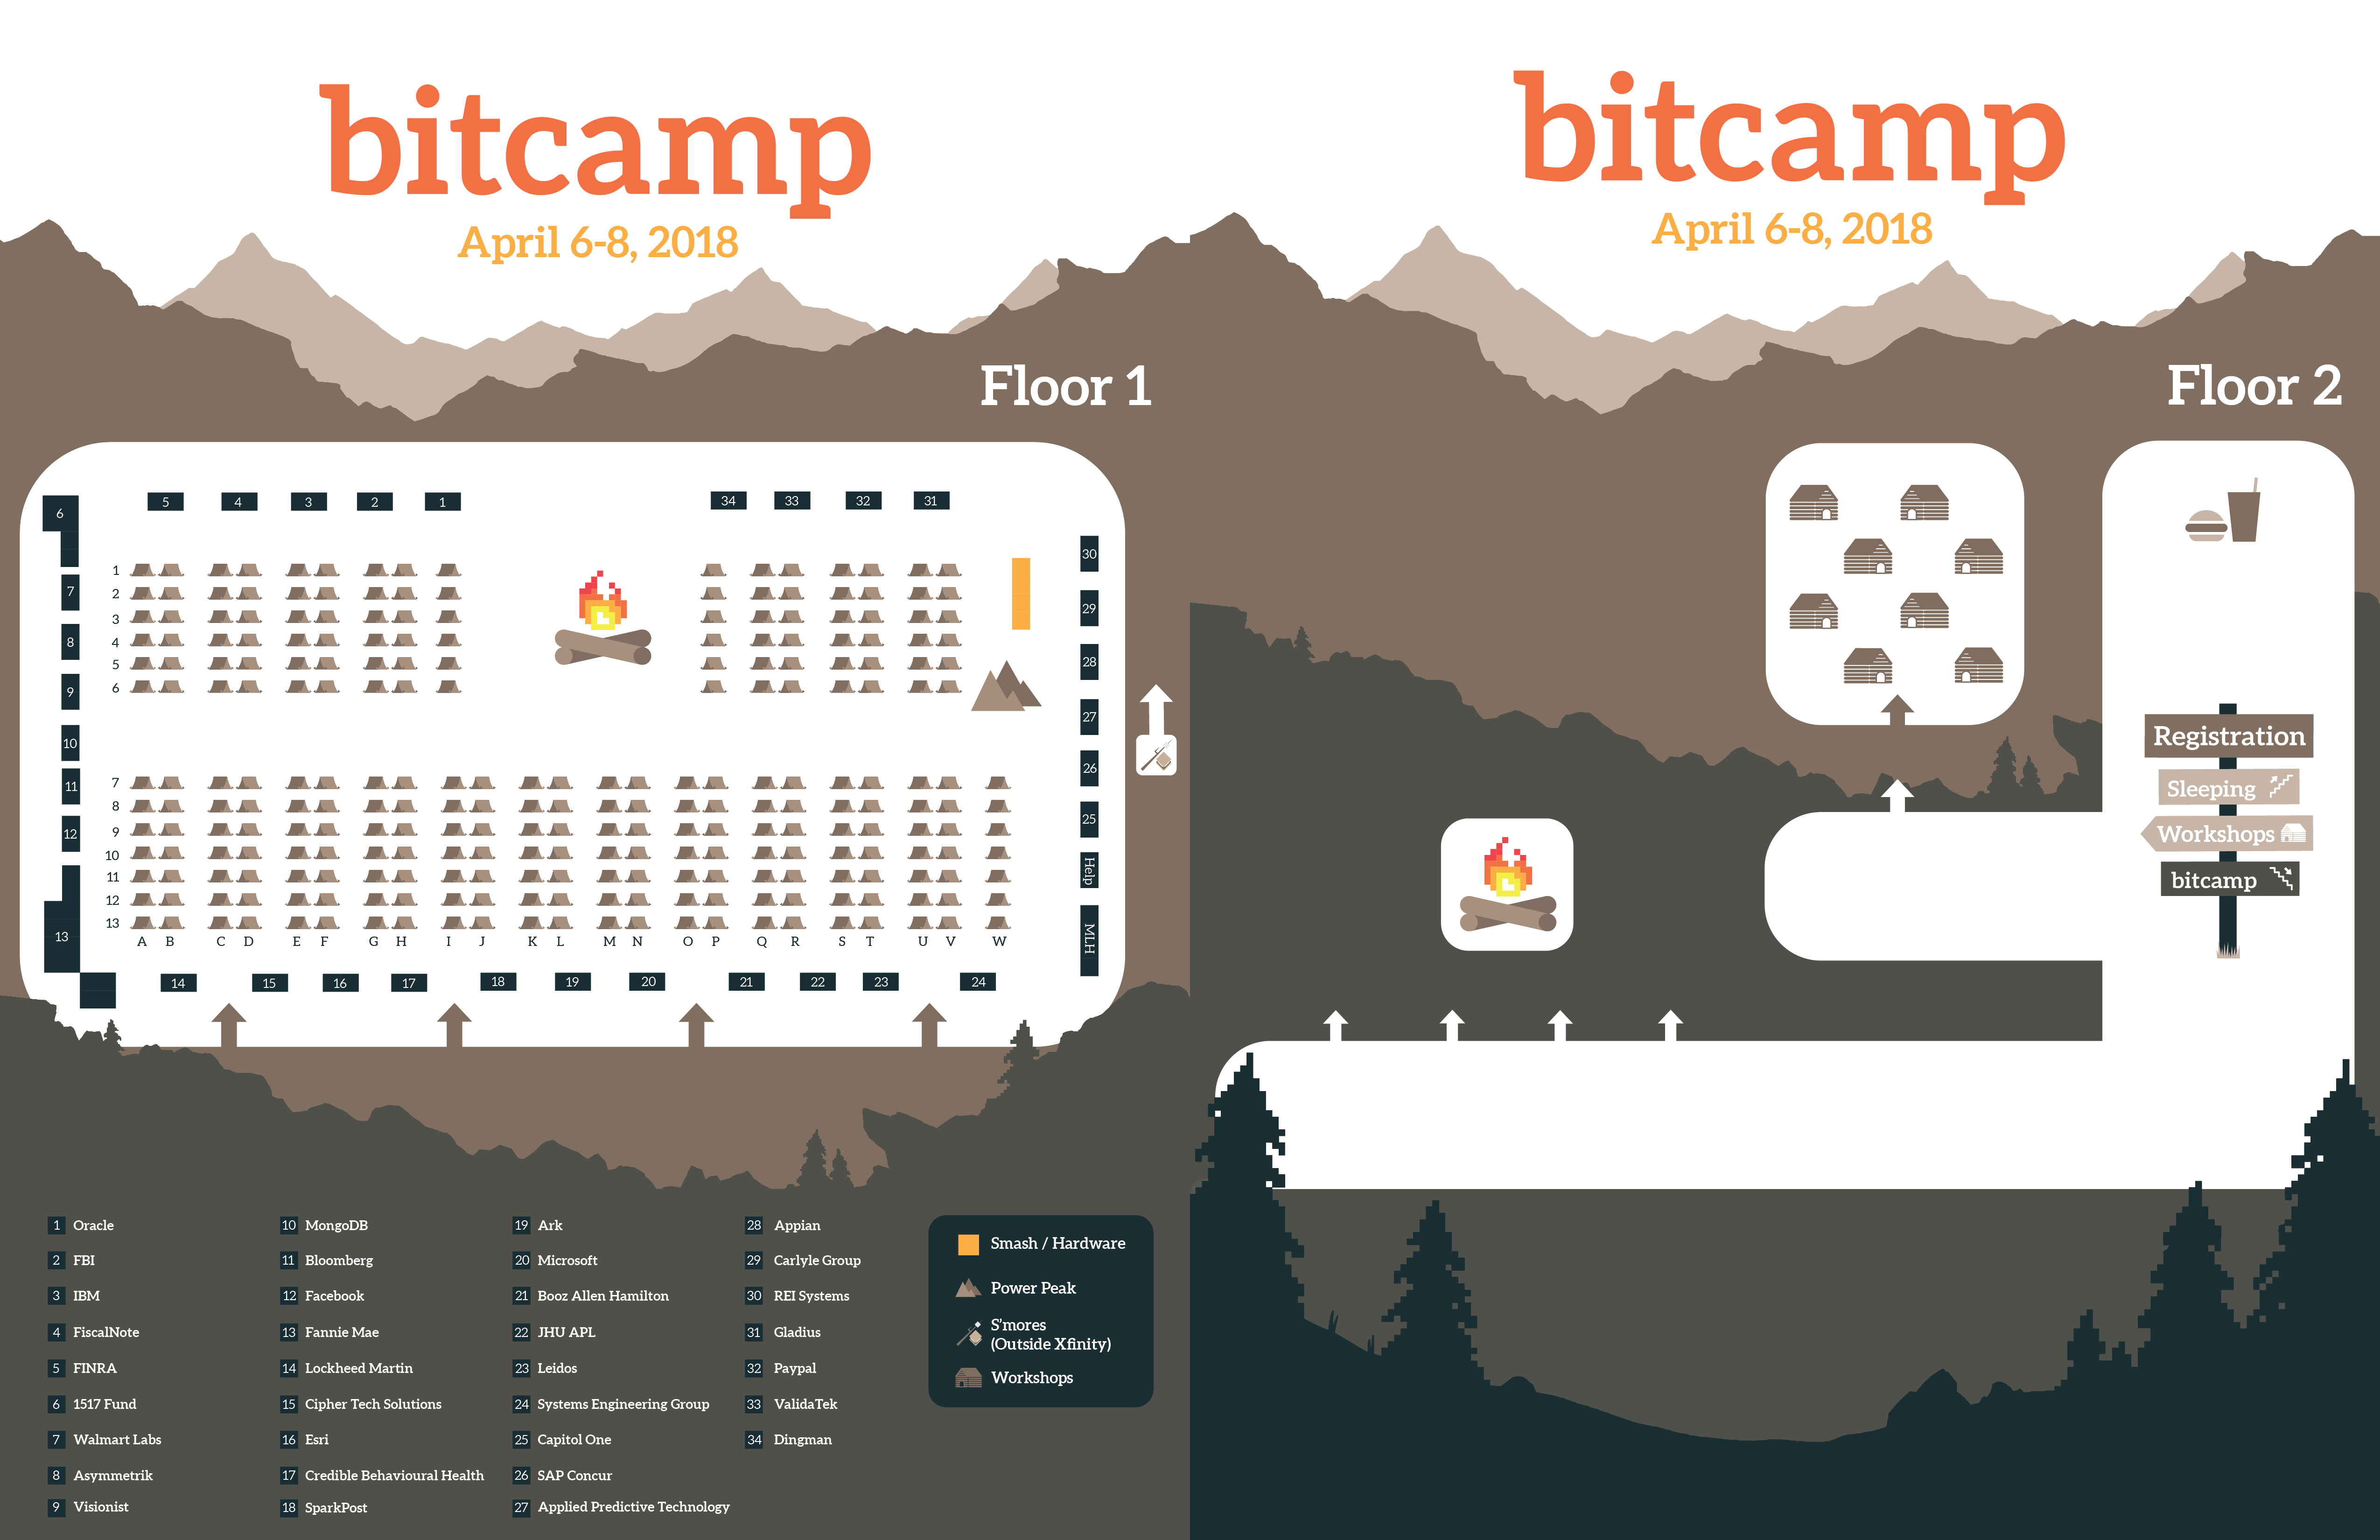 bitcamp
April 6-8, 2018
Floor 1
5 4 3 2 1 34 33 32 31
6
30
7
29
8
28
9
27
10
26
11
25
12
Help
13
MLH
1
2
3
4
5
6
7
8
9
10
11
12
13
A B C D E F G H I J K L M N O P Q R S T U V W
14 15 16 17 18 19 20 21 22 23 24
1 Oracle
2 FBI
3 IBM
4 FiscalNote
5 FINRA
6 1517 Fund
7 Walmart Labs
8 Asymmetrik
9 Visionist
10 MongoDB
11 Bloomberg
12 Facebook
13 Fannie Mae
14 Lockheed Martin
15 Cipher Tech Solutions
16 Esri
17 Credible Behavioural Health
18 SparkPost
19 Ark
20 Microsoft
21 Booz Allen Hamilton
22 JHU APL
23 Leidos
24 Systems Engineering Group
25 Capitol One
26 SAP Concur
27 Applied Predictive Technology
28 Appian
29 Carlyle Group
30 REI Systems
31 Gladius
32 Paypal
33 ValidaTek
34 Dingman
Smash / Hardware
Power Peak
S'mores
(Outside Xfinity)
Workshops
bitcamp
April 6-8, 2018
Floor 2
Registration
Sleeping
Workshops
bitcamp